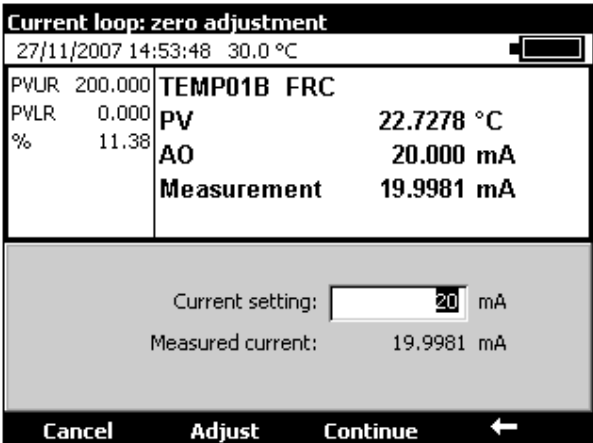 Current loop: zero adjustment
27/11/2007 14:53:48 30.0 °C
PVUR 200.000
PVLR 0.000
% 11.38
TEMP01B FRC
PV 22.7278 °C
AO 20.000 mA
Measurement 19.9981 mA
Current setting: 20 mA
Measured current: 19.9981 mA
Cancel Adjust Continue